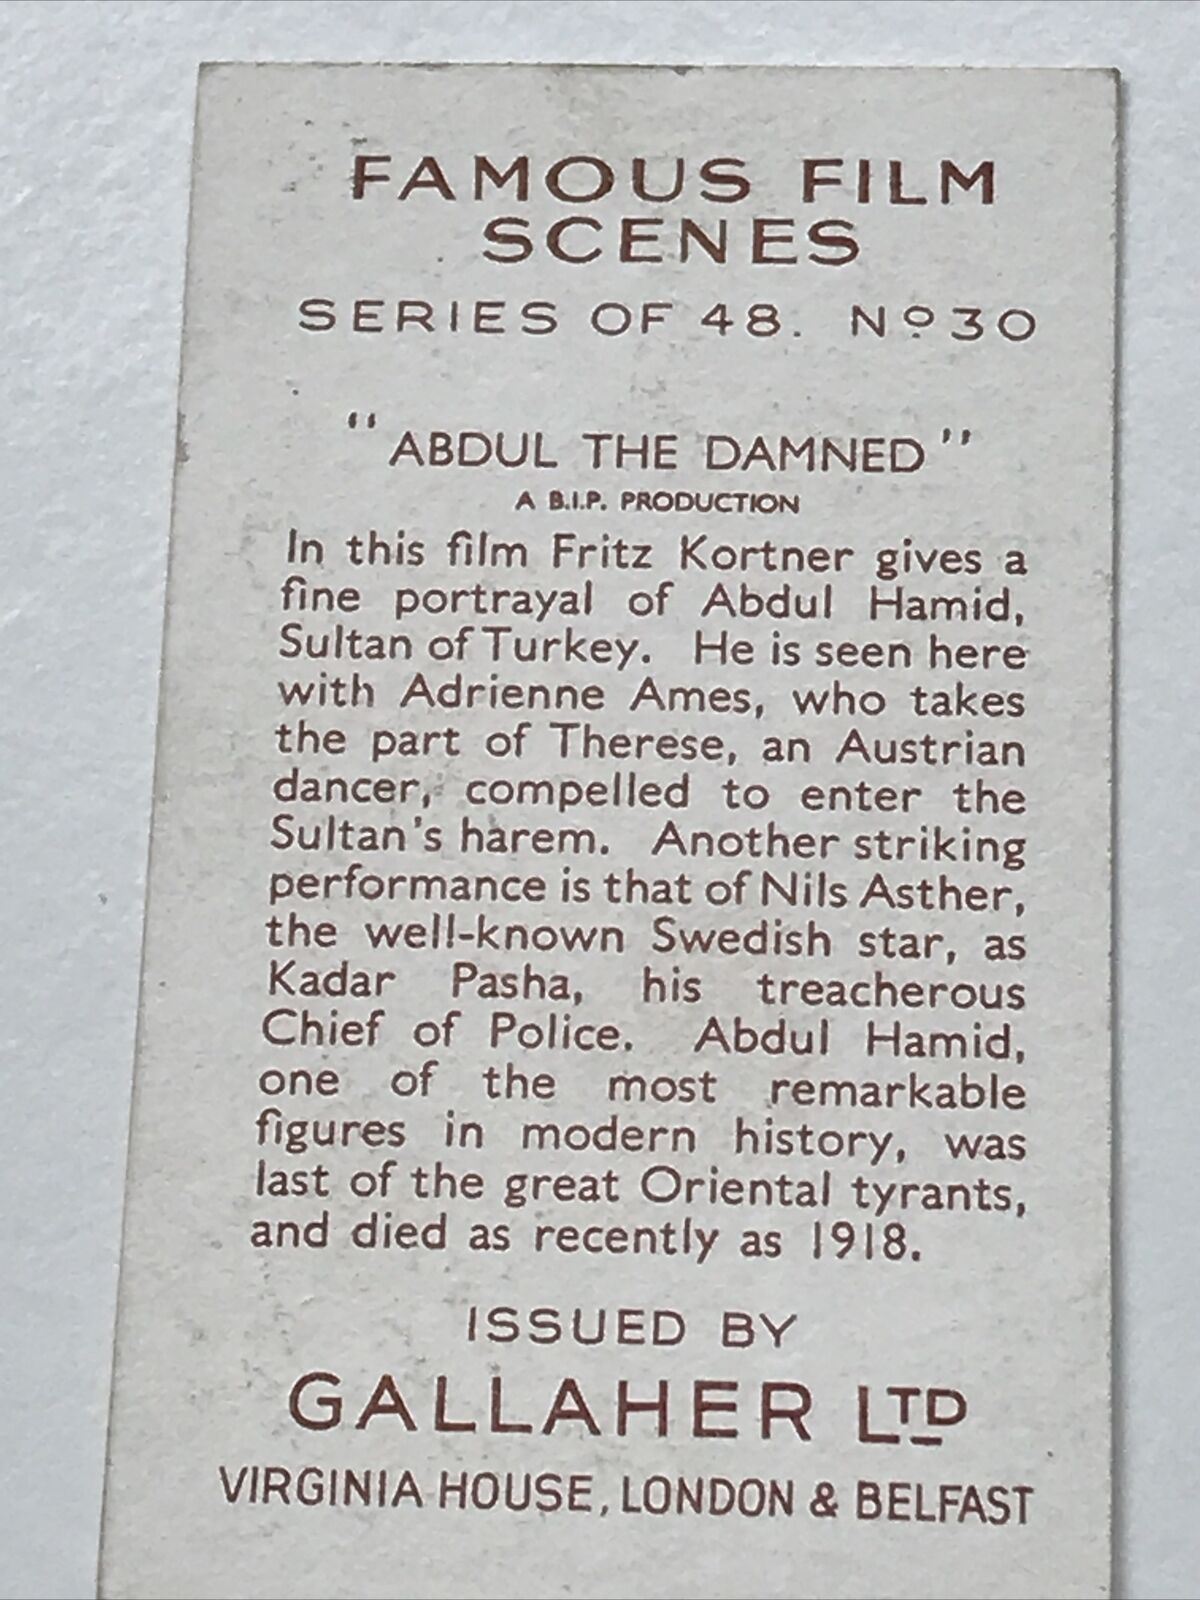 FAMOUS FILM
SCENES
SERIES OF 48. Nº 30
"ABDUL THE DAMNED"
A B.I.P. PRODUCTION
In this film Fritz Kortner gives a
fine portrayal of Abdul Hamid,
Sultan of Turkey. He is seen here
with Adrienne Ames, who takes
the part of Therese, an Austrian
dancer, compelled to enter the
Sultan's harem. Another striking
performance is that of Nils Asther,
the well-known Swedish star, as
Kadar Pasha, his treacherous
Chief of Police. Abdul Hamid,
one of the most remarkable
figures in modern history, was
last of the great Oriental tyrants,
and died as recently as 1918.
ISSUED BY
GALLAHER LTD
VIRGINIA HOUSE, LONDON & BELFAST